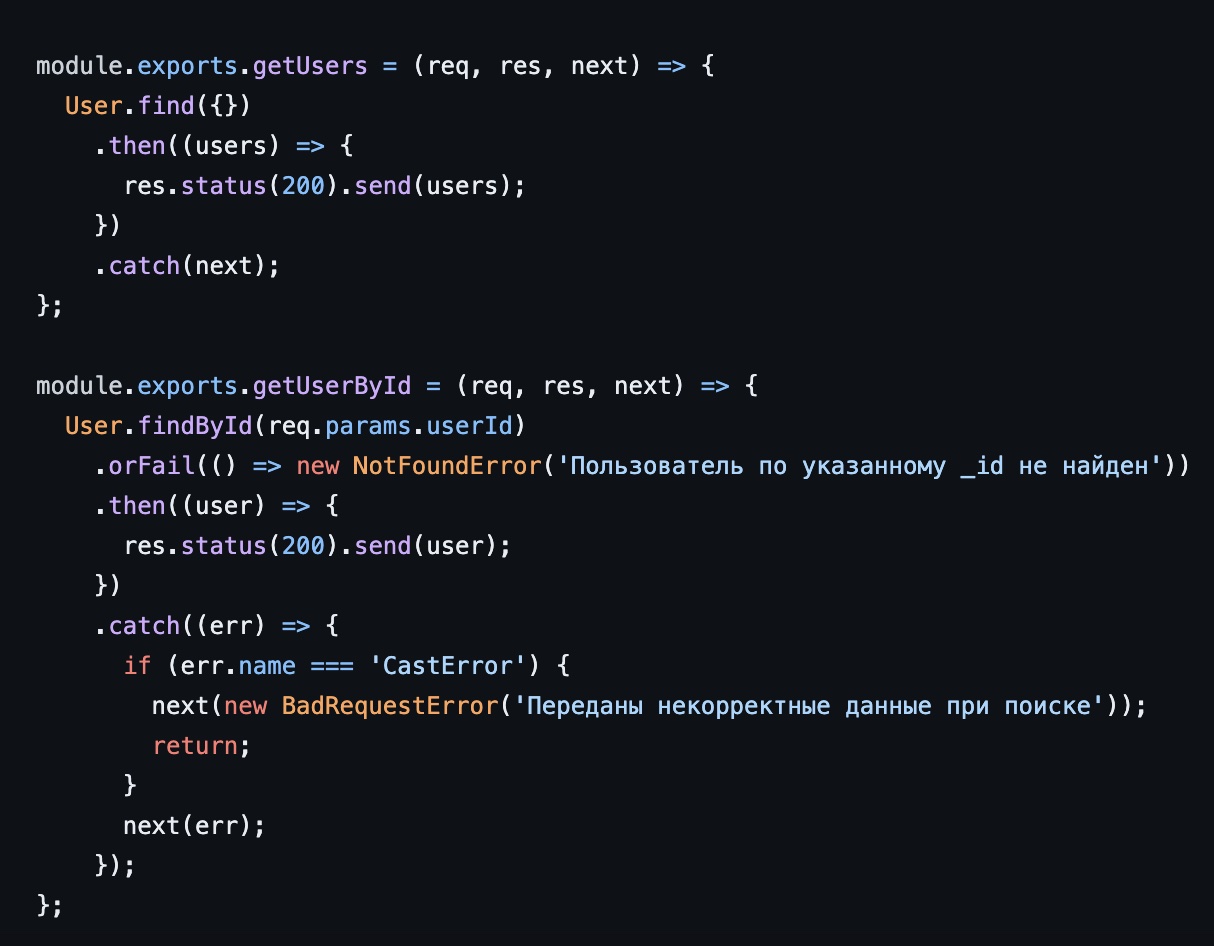 module.exports.getUsers = (req, res, next) => {
  User.find({})
    .then((users) => {
      res.status(200).send(users);
    })
    .catch(next);
};

module.exports.getUserById = (req, res, next) => {
  User.findById(req.params.userId)
    .orFail(() => new NotFoundError('Пользователь по указанному _id не найден'))
    .then((user) => {
      res.status(200).send(user);
    })
    .catch((err) => {
      if (err.name === 'CastError') {
        next(new BadRequestError('Переданы некорректные данные при поиске'));
        return;
      }
      next(err);
    });
};